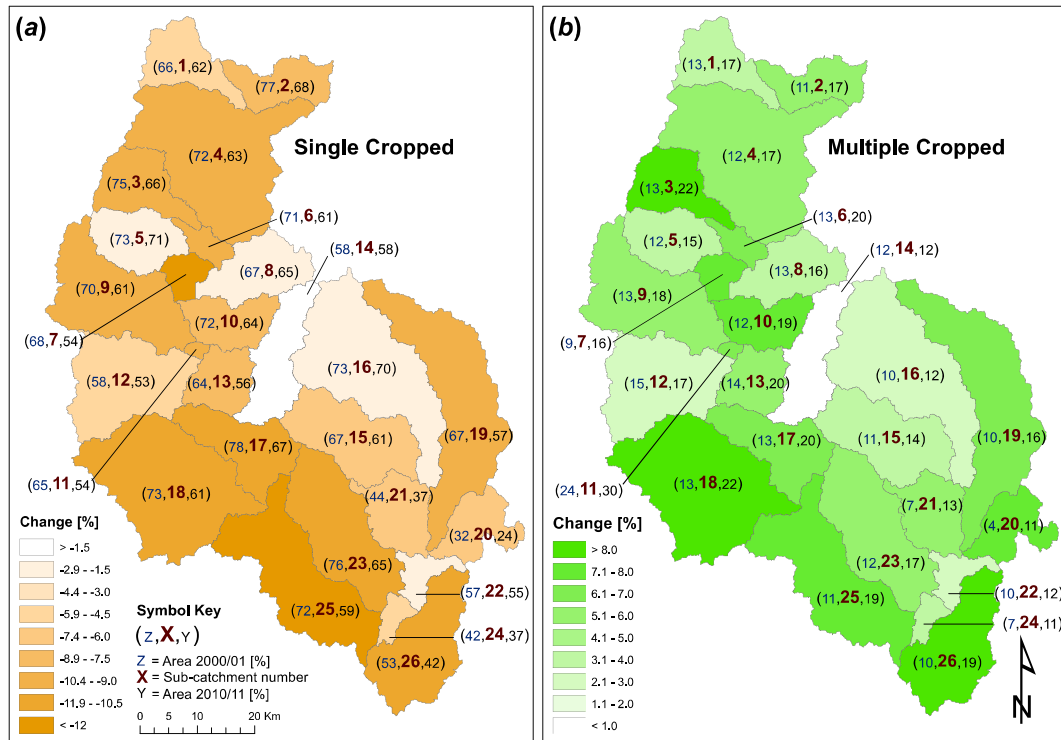 (a)
(66,1,62)
(77,2,68)
Single Cropped
(72,4,63)
(75,3,66)
(71,6,61)
(58,14,58)
(73,5,71)
(67,8,65)
(70,9,61)
(72,10,64)
(68,7,54)
(73,16,70)
(58,12,53)
(64,13,56)
(67,15,61)
(67,19,57)
(78,17,67)
(65,11,54)
(73,18,61)
(44,21,37)
(32,20,24)
(76,23,65)
(57,22,55)
(72,25,59)
(42,24,37)
(53,26,42)
Change [%]
> -1.5
-2.9 - -1.5
-4.4 - -3.0
-5.9 - -4.5
-7.4 - -6.0
-8.9 - -7.5
-10.4 - -9.0
-11.9 - -10.5
< -12
Symbol Key
(Z,X,Y)
Z = Area 2000/01 [%]
X = Sub-catchment number
Y = Area 2010/11 [%]
0 5 10 20 Km
(b)
(13,1,17)
(11,2,17)
Multiple Cropped
(12,4,17)
(13,3,22)
(13,6,20)
(12,14,12)
(12,5,15)
(13,8,16)
(13,9,18)
(12,10,19)
(9,7,16)
(10,16,12)
(15,12,17)
(14,13,20)
(11,15,14)
(10,19,16)
(13,17,20)
(24,11,30)
(13,18,22)
(7,21,13)
(4,20,11)
(12,23,17)
(10,22,12)
(11,25,19)
(7,24,11)
(10,26,19)
Change [%]
> 8.0
7.1 - 8.0
6.1 - 7.0
5.1 - 6.0
4.1 - 5.0
3.1 - 4.0
2.1 - 3.0
1.1 - 2.0
< 1.0
N